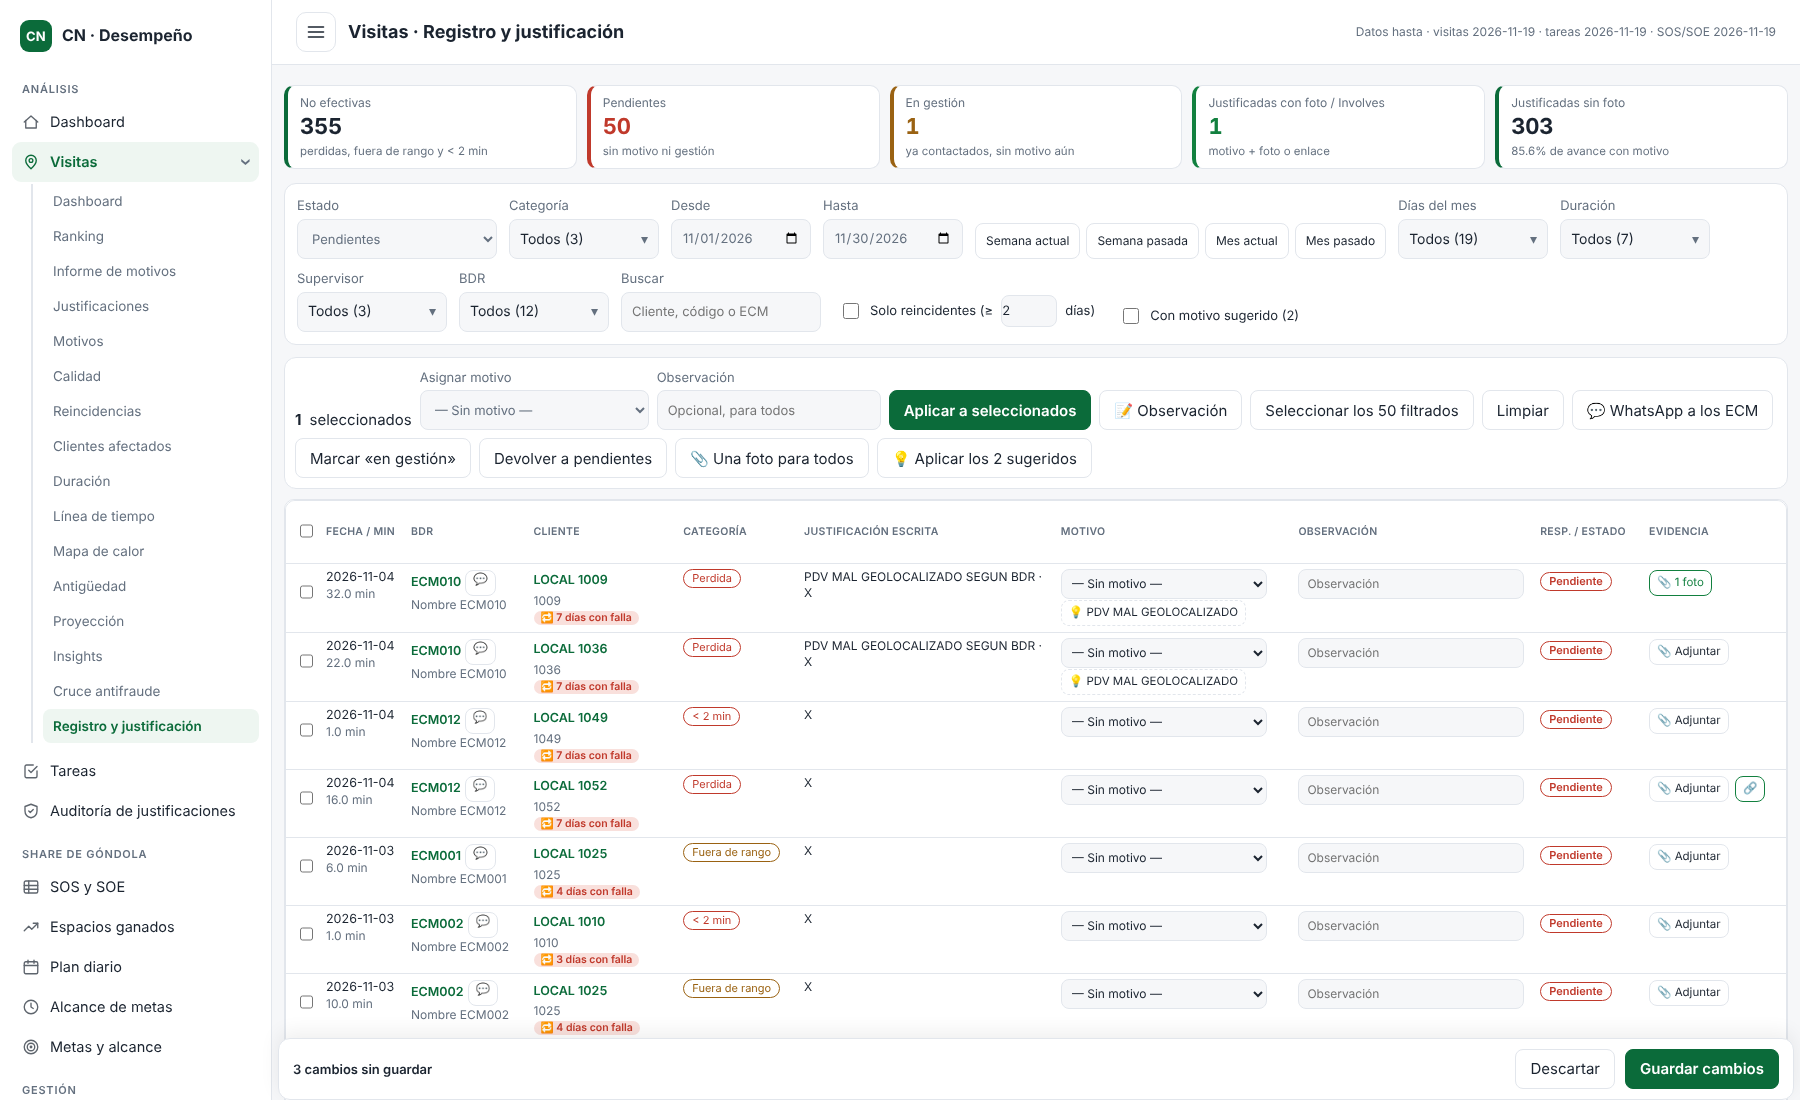 CN
CN · Desempeño
ANÁLISIS
Dashboard
Visitas
Dashboard
Ranking
Informe de motivos
Justificaciones
Motivos
Calidad
Reincidencias
Clientes afectados
Duración
Línea de tiempo
Mapa de calor
Antigüedad
Proyección
Insights
Cruce antifraude
Registro y justificación
Tareas
Auditoría de justificaciones
SHARE DE GÓNDOLA
SOS y SOE
Espacios ganados
Plan diario
Alcance de metas
Metas y alcance
GESTIÓN
Visitas · Registro y justificación
Datos hasta · visitas 2026-11-19 · tareas 2026-11-19 · SOS/SOE 2026-11-19
No efectivas
355
perdidas, fuera de rango y < 2 min
Pendientes
50
sin motivo ni gestión
En gestión
1
ya contactados, sin motivo aún
Justificadas con foto / Involves
1
motivo + foto o enlace
Justificadas sin foto
303
85.6% de avance con motivo
Estado
Pendientes
Categoría
Todos (3)
Desde
11/01/2026
Hasta
11/30/2026
Semana actual
Semana pasada
Mes actual
Mes pasado
Días del mes
Todos (19)
Duración
Todos (7)
Supervisor
Todos (3)
BDR
Todos (12)
Buscar
Cliente, código o ECM
Solo reincidentes (≥ 2 días)
Con motivo sugerido (2)
1 seleccionados
Asignar motivo
— Sin motivo —
Observación
Opcional, para todos
Aplicar a seleccionados
📝 Observación
Seleccionar los 50 filtrados
Limpiar
💬 WhatsApp a los ECM
Marcar «en gestión»
Devolver a pendientes
📎 Una foto para todos
💡 Aplicar los 2 sugeridos
FECHA / MIN BDR CLIENTE CATEGORÍA JUSTIFICACIÓN ESCRITA MOTIVO OBSERVACIÓN RESP. / ESTADO EVIDENCIA
2026-11-04
32.0 min
ECM010 💬
Nombre ECM010
LOCAL 1009
1009
🔁 7 días con falla
Perdida
PDV MAL GEOLOCALIZADO SEGUN BDR ·
X
— Sin motivo —
💡 PDV MAL GEOLOCALIZADO
Observación
Pendiente
📎 1 foto
2026-11-04
22.0 min
ECM010 💬
Nombre ECM010
LOCAL 1036
1036
🔁 7 días con falla
Perdida
PDV MAL GEOLOCALIZADO SEGUN BDR ·
X
— Sin motivo —
💡 PDV MAL GEOLOCALIZADO
Observación
Pendiente
📎 Adjuntar
2026-11-04
1.0 min
ECM012 💬
Nombre ECM012
LOCAL 1049
1049
🔁 7 días con falla
< 2 min
X
— Sin motivo —
Observación
Pendiente
📎 Adjuntar
2026-11-04
16.0 min
ECM012 💬
Nombre ECM012
LOCAL 1052
1052
🔁 7 días con falla
Perdida
X
— Sin motivo —
Observación
Pendiente
📎 Adjuntar 🔗
2026-11-03
6.0 min
ECM001 💬
Nombre ECM001
LOCAL 1025
1025
🔁 4 días con falla
Fuera de rango
X
— Sin motivo —
Observación
Pendiente
📎 Adjuntar
2026-11-03
1.0 min
ECM002 💬
Nombre ECM002
LOCAL 1010
1010
🔁 3 días con falla
< 2 min
X
— Sin motivo —
Observación
Pendiente
📎 Adjuntar
2026-11-03
10.0 min
ECM002 💬
Nombre ECM002
LOCAL 1025
1025
🔁 4 días con falla
Fuera de rango
X
— Sin motivo —
Observación
Pendiente
📎 Adjuntar
3 cambios sin guardar
Descartar
Guardar cambios